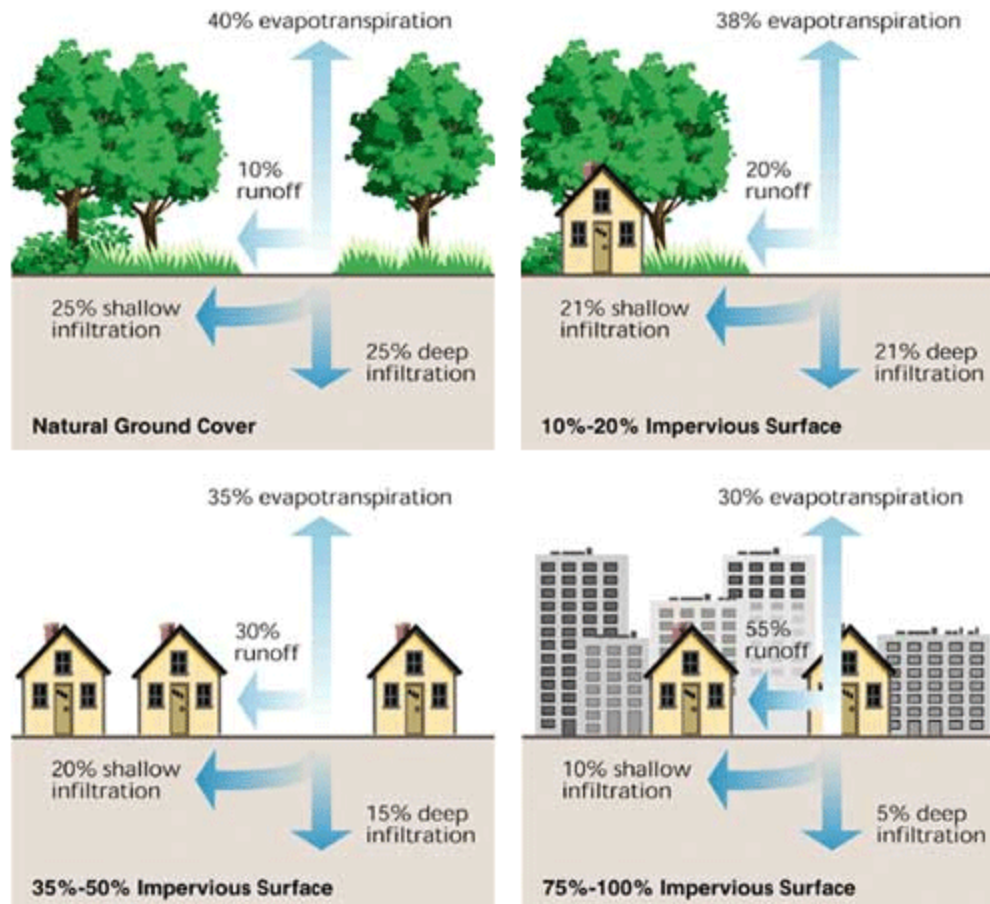 40% evapotranspiration
10%
runoff
25% shallow
infiltration
25% deep
infiltration
Natural Ground Cover
38% evapotranspiration
20%
runoff
21% shallow
infiltration
21% deep
infiltration
10%-20% Impervious Surface
35% evapotranspiration
30%
runoff
20% shallow
infiltration
15% deep
infiltration
35%-50% Impervious Surface
30% evapotranspiration
55%
runoff
10% shallow
infiltration
5% deep
infiltration
75%-100% Impervious Surface